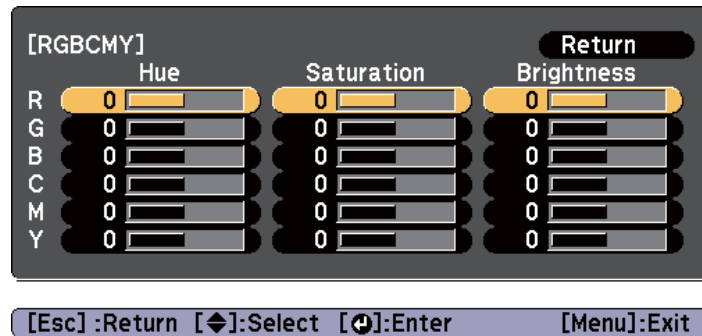 [RGBCMY] Return
Hue Saturation Brightness
R 0 0 0
G 0 0 0
B 0 0 0
C 0 0 0
M 0 0 0
Y 0 0 0
[Esc] :Return [◆]:Select [⏎]:Enter [Menu]:Exit